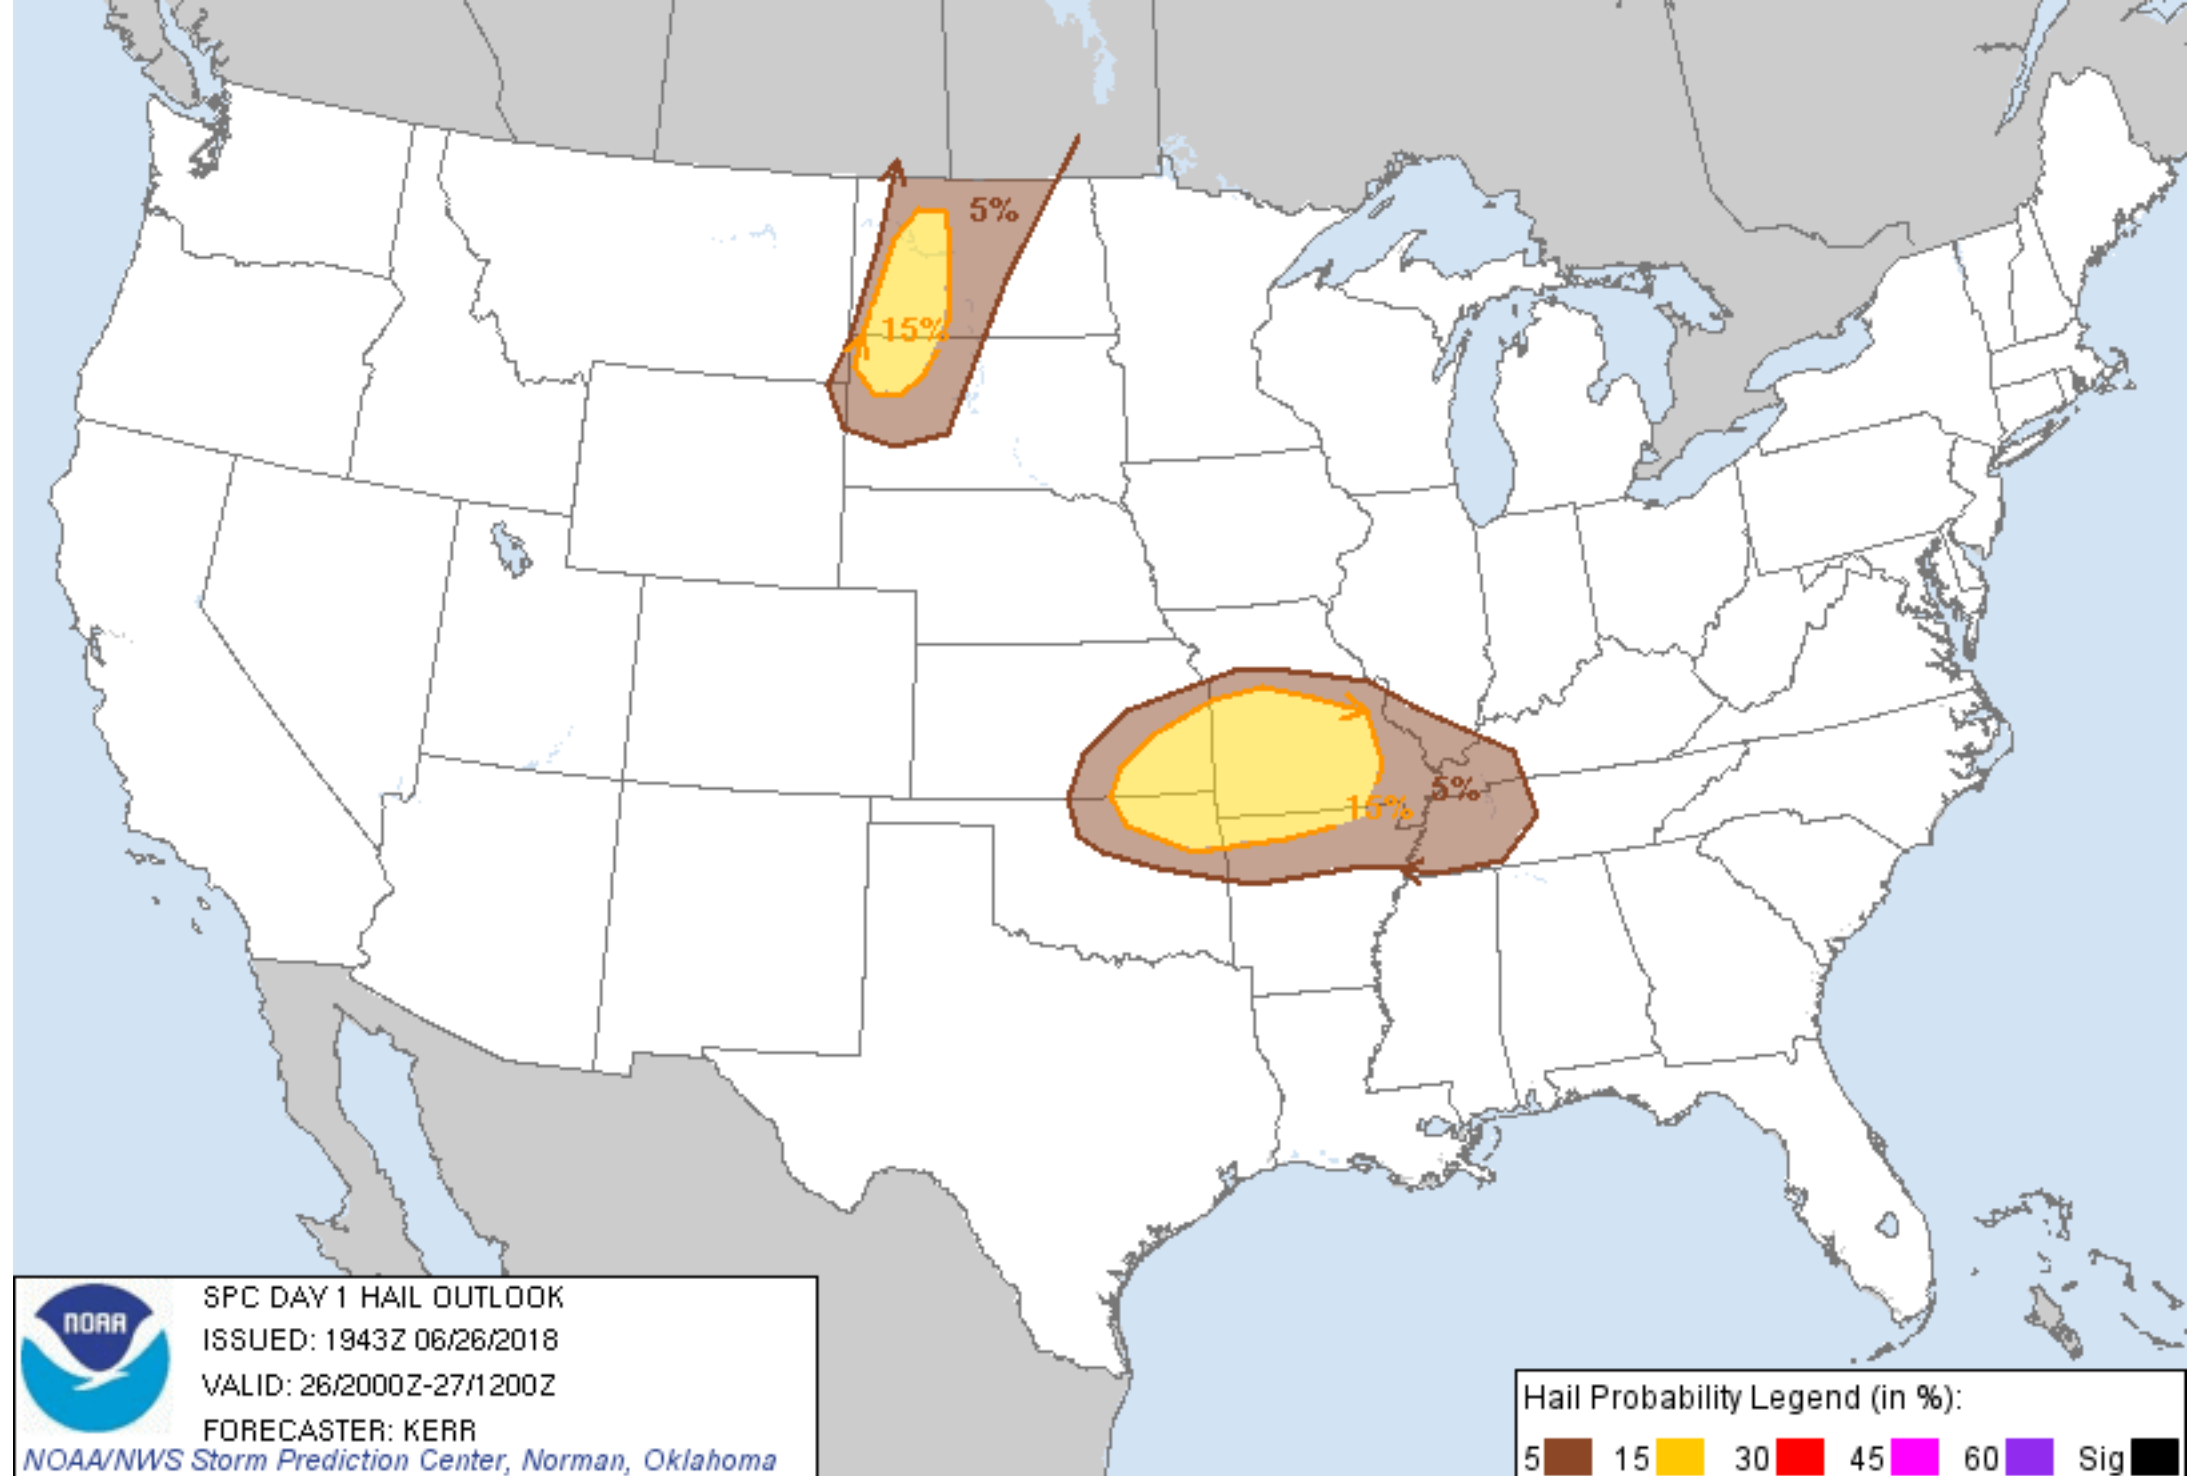 5%
15%
5%
15%
NOAA
SPC DAY 1 HAIL OUTLOOK
ISSUED: 1943Z 06/26/2018
VALID: 26/2000Z-27/1200Z
FORECASTER: KERR
NOAA/NWS Storm Prediction Center, Norman, Oklahoma
Hail Probability Legend (in %):
5 15 30 45 60 Sig